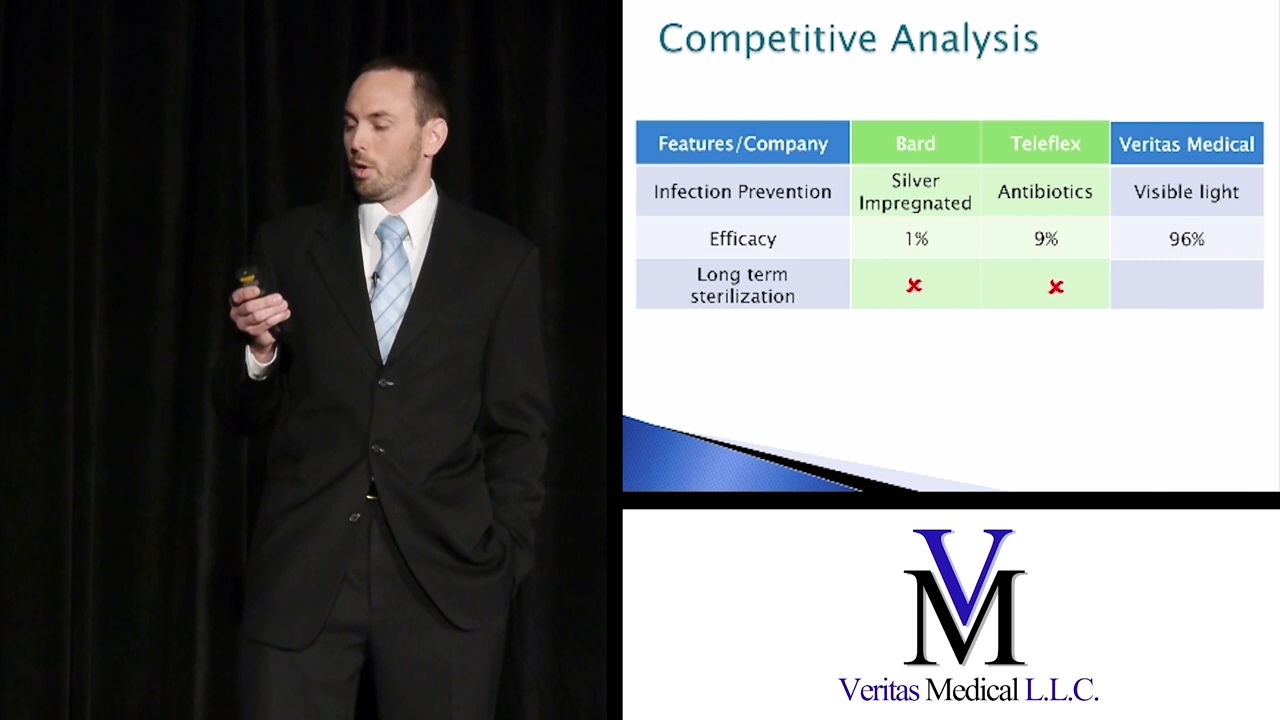 Competitive Analysis
Features/Company Bard Teleflex Veritas Medical
Infection Prevention Silver Impregnated Antibiotics Visible light
Efficacy 1% 9% 96%
Long term sterilization x x
VM
Veritas Medical L.L.C.